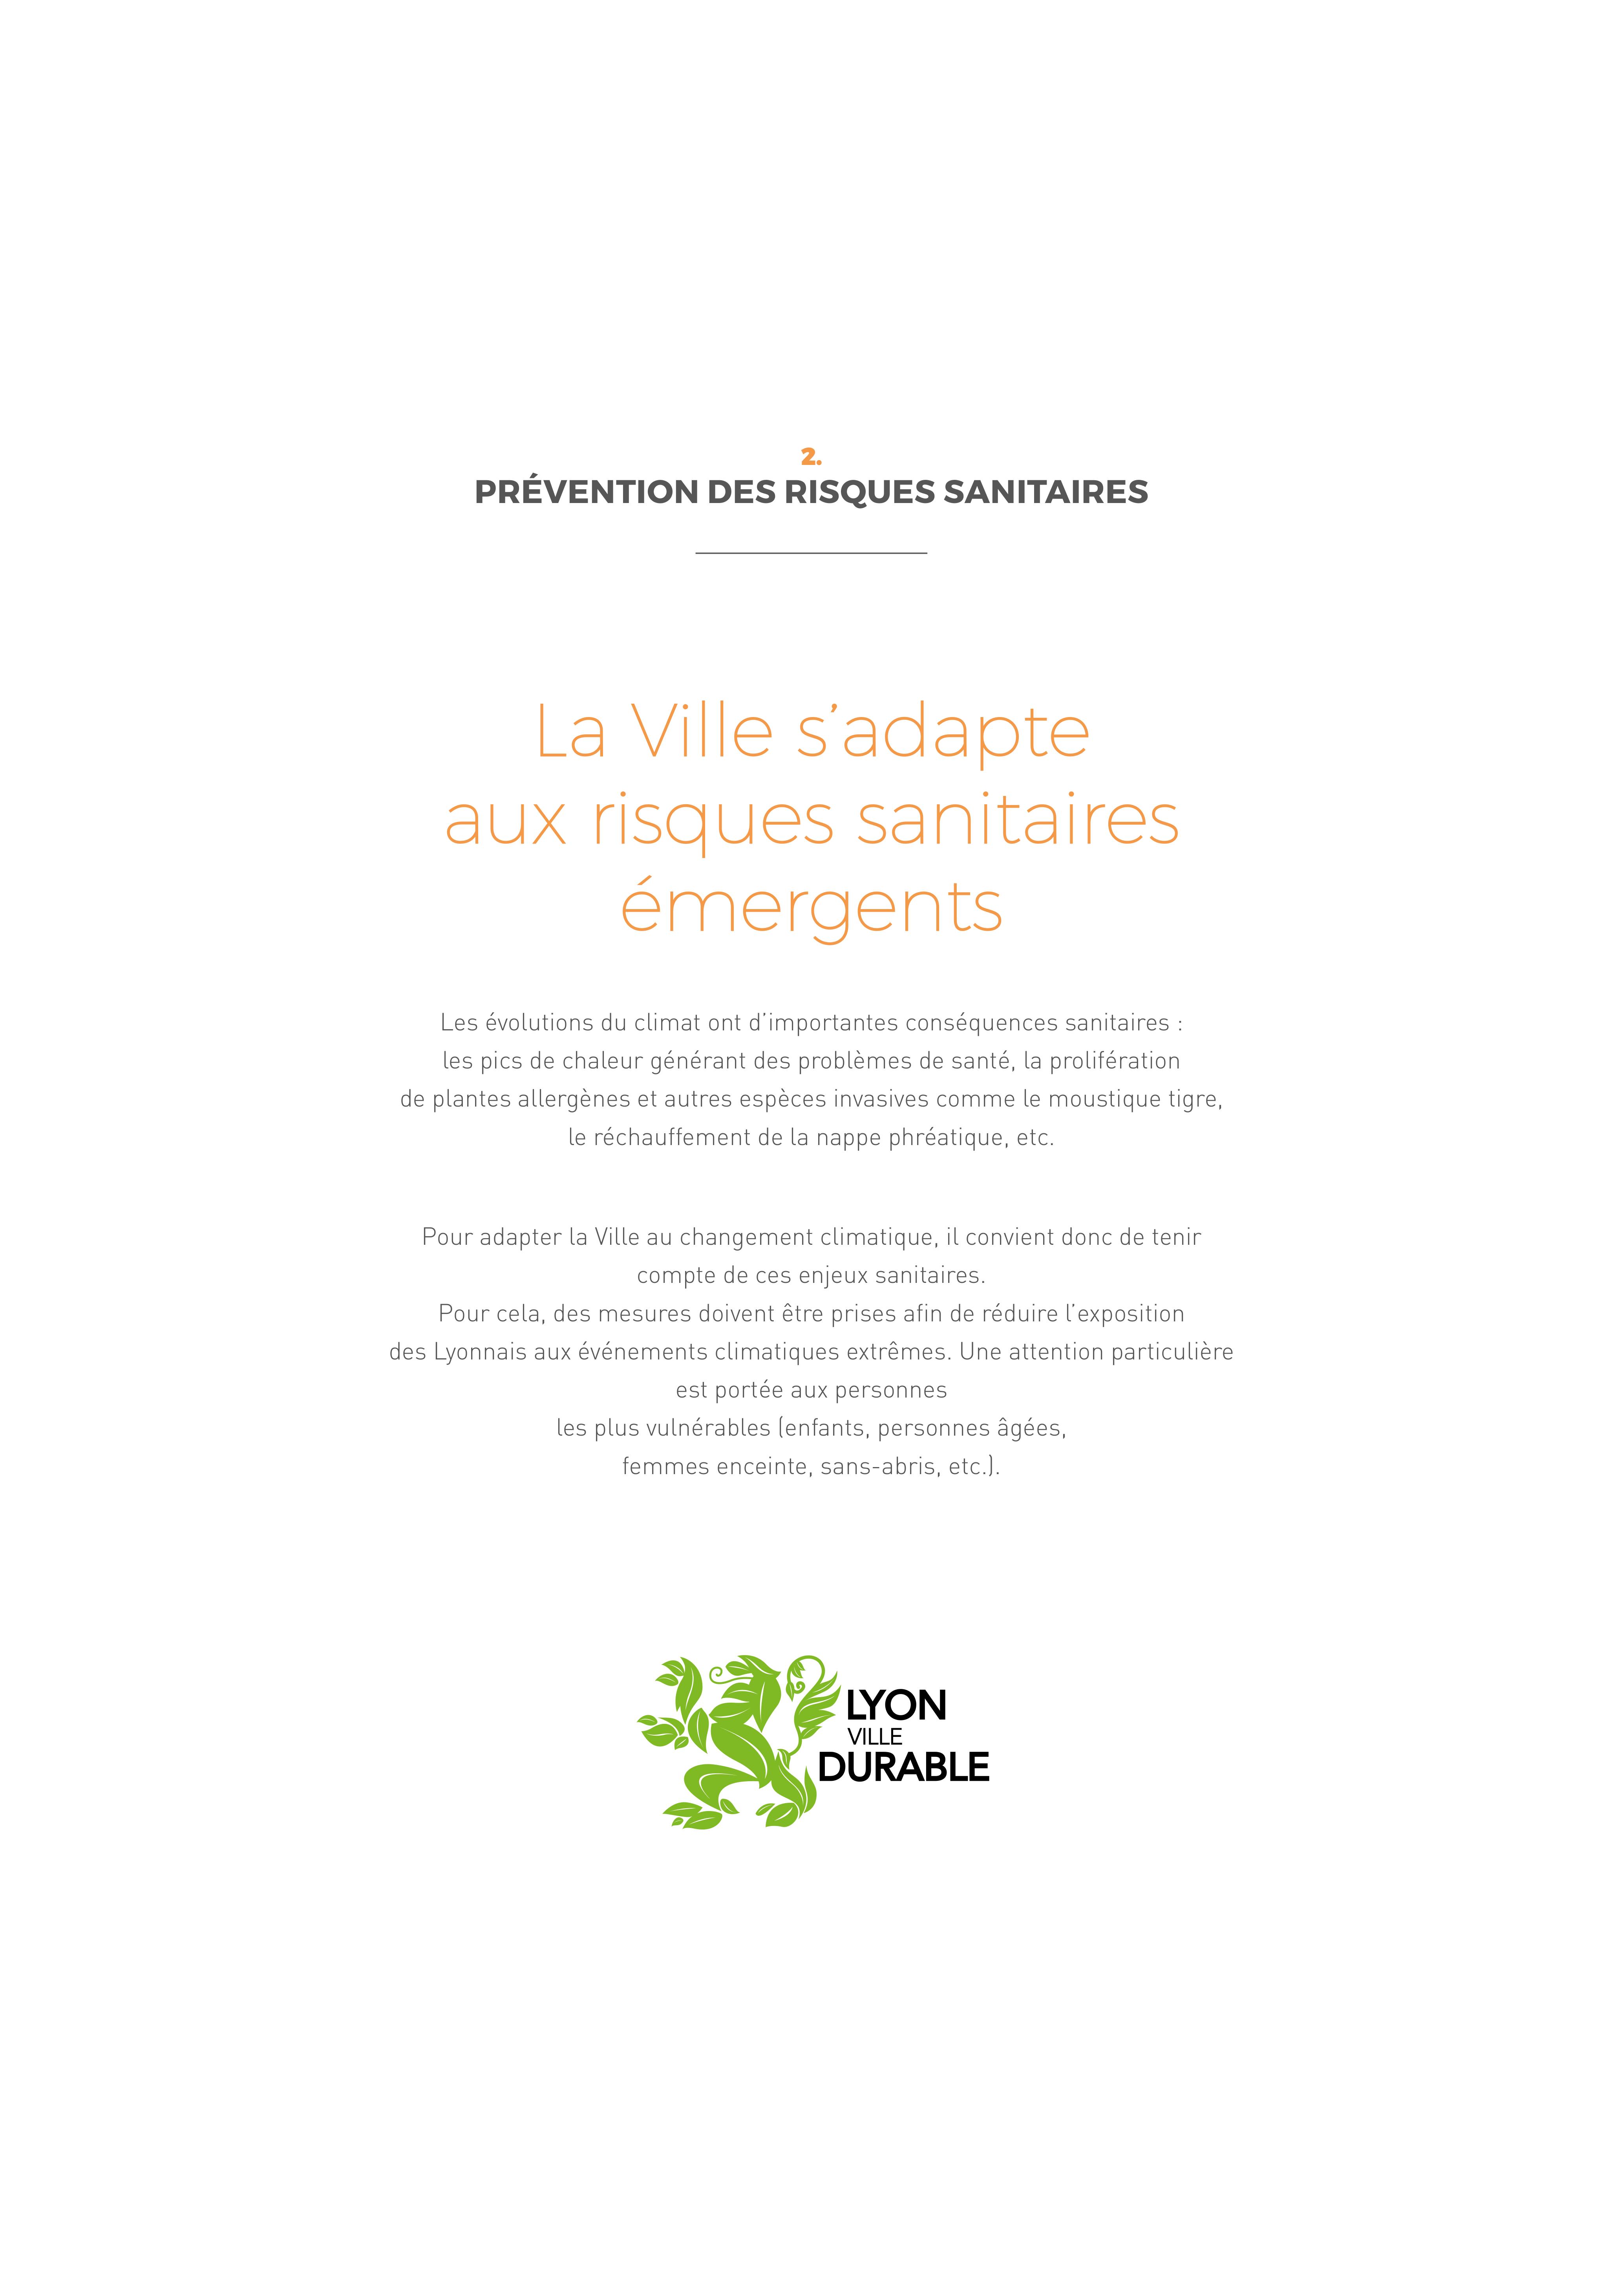 2.
PRÉVENTION DES RISQUES SANITAIRES
La Ville s’adapte
aux risques sanitaires
émergents
Les évolutions du climat ont d’importantes conséquences sanitaires :
les pics de chaleur générant des problèmes de santé, la prolifération
de plantes allergènes et autres espèces invasives comme le moustique tigre,
le réchauffement de la nappe phréatique, etc.
Pour adapter la Ville au changement climatique, il convient donc de tenir
compte de ces enjeux sanitaires.
Pour cela, des mesures doivent être prises afin de réduire l’exposition
des Lyonnais aux événements climatiques extrêmes. Une attention particulière
est portée aux personnes
les plus vulnérables (enfants, personnes âgées,
femmes enceinte, sans-abris, etc.).
LYON
VILLE
DURABLE